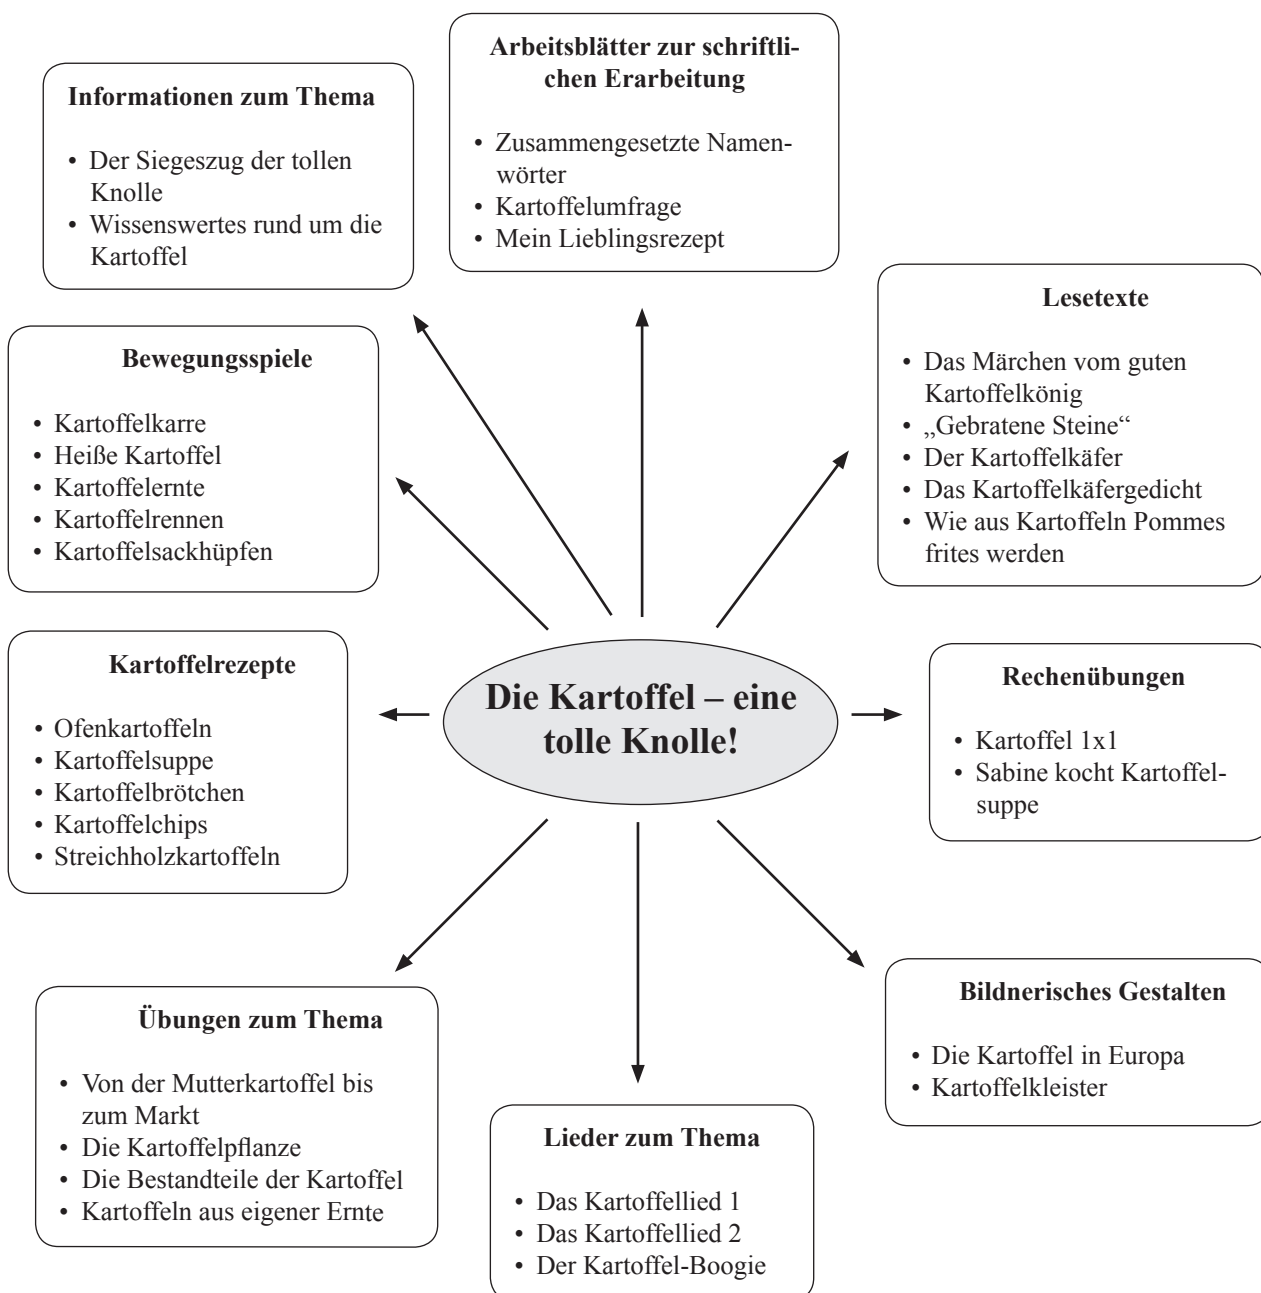 Arbeitsblätter zur schriftli-
chen Erarbeitung
• Zusammengesetzte Namen-
wörter
• Kartoffelumfrage
• Mein Lieblingsrezept
Informationen zum Thema
• Der Siegeszug der tollen
Knolle
• Wissenswertes rund um die
Kartoffel
Lesetexte
• Das Märchen vom guten
Kartoffelkönig
• „Gebratene Steine“
• Der Kartoffelkäfer
• Das Kartoffelkäfergedicht
• Wie aus Kartoffeln Pommes
frites werden
Bewegungsspiele
• Kartoffelkarre
• Heiße Kartoffel
• Kartoffelernte
• Kartoffelrennen
• Kartoffelsackhüpfen
Kartoffelrezepte
• Ofenkartoffeln
• Kartoffelsuppe
• Kartoffelbrötchen
• Kartoffelchips
• Streichholzkartoffeln
Die Kartoffel – eine
tolle Knolle!
Rechenübungen
• Kartoffel 1x1
• Sabine kocht Kartoffel-
suppe
Bildnerisches Gestalten
• Die Kartoffel in Europa
• Kartoffelkleister
Übungen zum Thema
• Von der Mutterkartoffel bis
zum Markt
• Die Kartoffelpflanze
• Die Bestandteile der Kartoffel
• Kartoffeln aus eigener Ernte
Lieder zum Thema
• Das Kartoffellied 1
• Das Kartoffellied 2
• Der Kartoffel-Boogie